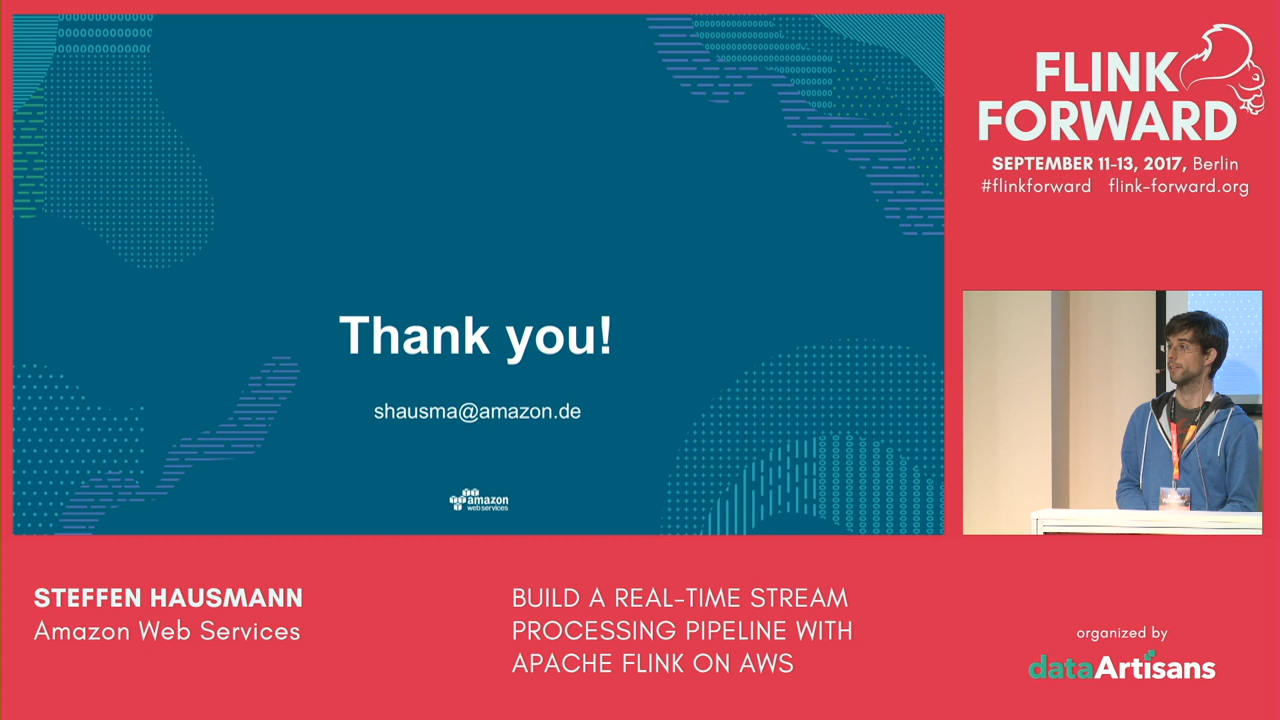 Thank you!
shausma@amazon.de
amazon
web services
FLINK
FORWARD
SEPTEMBER 11-13, 2017, Berlin
#flinkforward flink-forward.org
STEFFEN HAUSMANN
Amazon Web Services
BUILD A REAL-TIME STREAM
PROCESSING PIPELINE WITH
APACHE FLINK ON AWS
organized by
dataArtisans